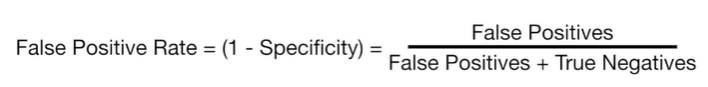 False Positive Rate = (1 - Specificity) =
False Positives
False Positives + True Negatives